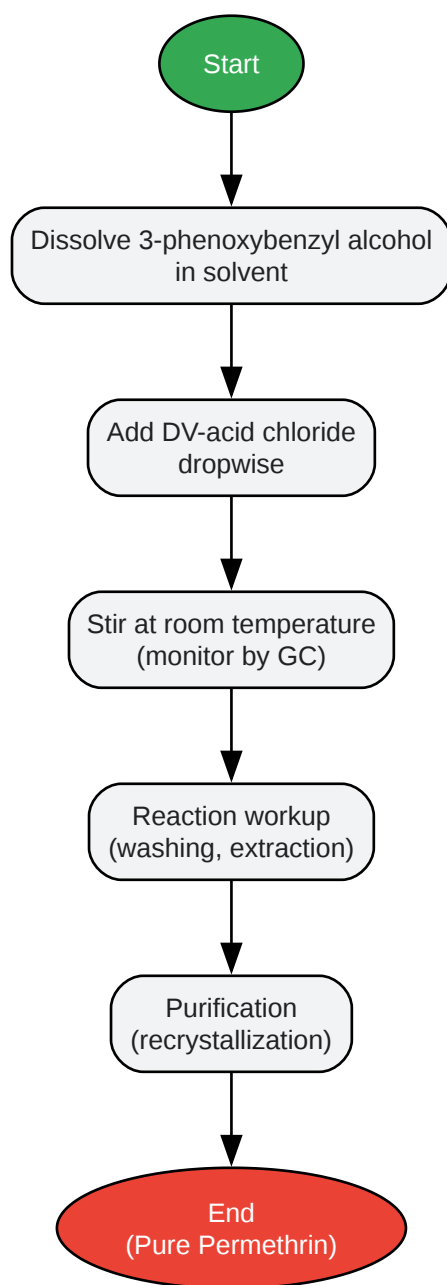 Start
Dissolve 3-phenoxybenzyl alcohol
in solvent
Add DV-acid chloride
dropwise
Stir at room temperature
(monitor by GC)
Reaction workup
(washing, extraction)
Purification
(recrystallization)
End
(Pure Permethrin)